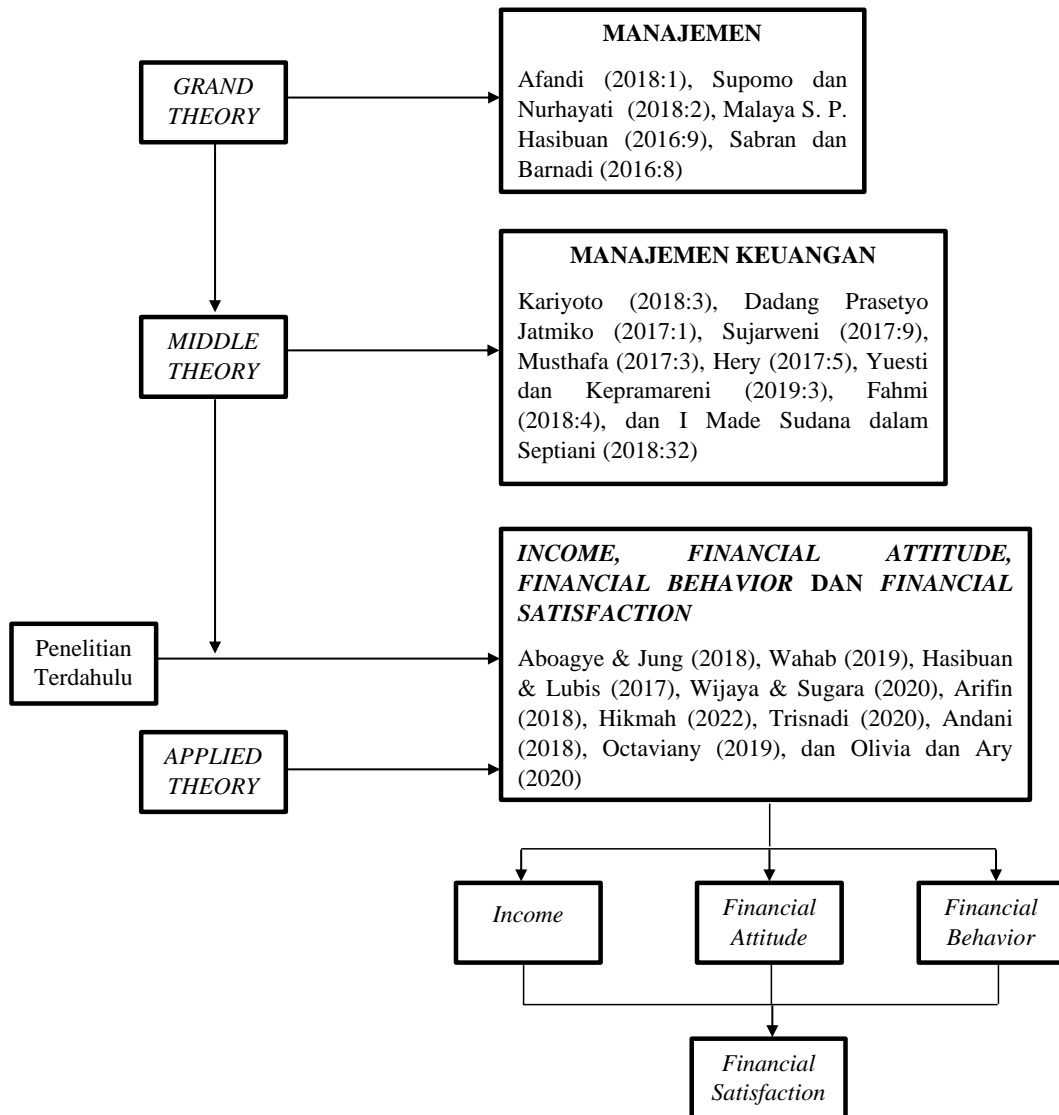 GRAND
THEORY
MANAJEMEN
Afandi (2018:1), Supomo dan
Nurhayati (2018:2), Malaya S. P.
Hasibuan (2016:9), Sabran dan
Barnadi (2016:8)
MIDDLE
THEORY
MANAJEMEN KEUANGAN
Kariyoto (2018:3), Dadang Prasetyo
Jatmiko (2017:1), Sujarweni (2017:9),
Musthafa (2017:3), Hery (2017:5), Yuesti
dan Kepramareni (2019:3), Fahmi
(2018:4), dan I Made Sudana dalam
Septiani (2018:32)
Penelitian
Terdahulu
APPLIED
THEORY
INCOME, FINANCIAL ATTITUDE,
FINANCIAL BEHAVIOR DAN FINANCIAL
SATISFACTION
Aboagye & Jung (2018), Wahab (2019), Hasibuan
& Lubis (2017), Wijaya & Sugara (2020), Arifin
(2018), Hikmah (2022), Trisnadi (2020), Andani
(2018), Octaviany (2019), dan Olivia dan Ary
(2020)
Income
Financial
Attitude
Financial
Behavior
Financial
Satisfaction